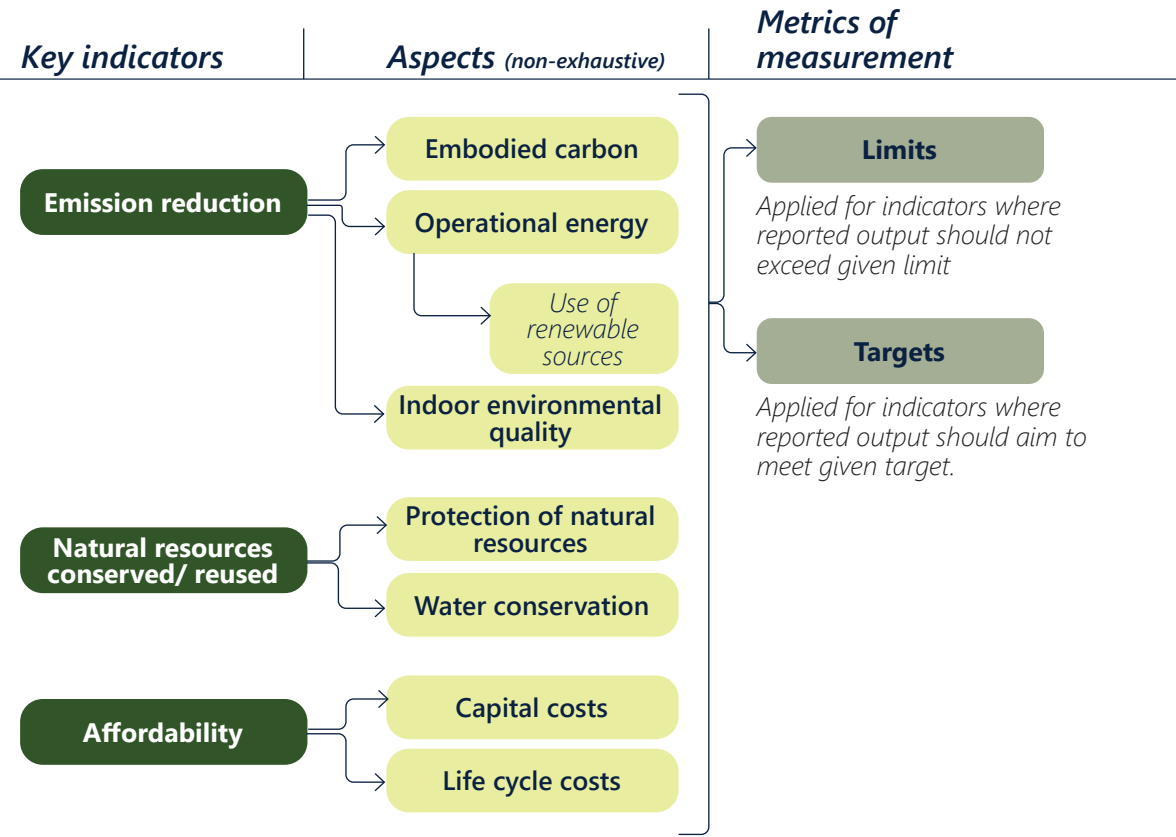 Key indicators
Aspects (non-exhaustive)
Metrics of
measurement
Emission reduction
Embodied carbon
Operational energy
Use of
renewable
sources
Indoor environmental
quality
Natural resources
conserved/ reused
Protection of natural
resources
Water conservation
Affordability
Capital costs
Life cycle costs
Limits
Applied for indicators where
reported output should not
exceed given limit
Targets
Applied for indicators where
reported output should aim to
meet given target.